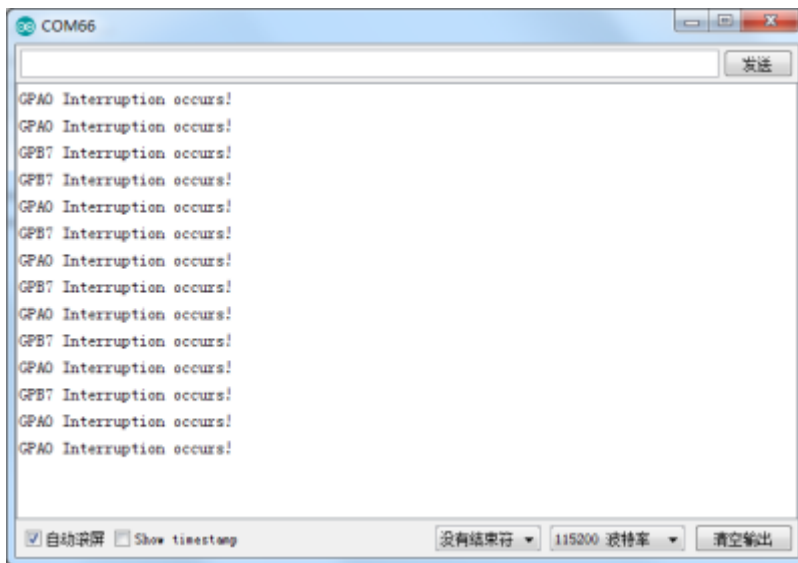 COM66
发送
GPA0 Interruption occurs!
GPA0 Interruption occurs!
GPB7 Interruption occurs!
GPB7 Interruption occurs!
GPA0 Interruption occurs!
GPB7 Interruption occurs!
GPA0 Interruption occurs!
GPB7 Interruption occurs!
GPA0 Interruption occurs!
GPB7 Interruption occurs!
GPA0 Interruption occurs!
GPB7 Interruption occurs!
GPA0 Interruption occurs!
GPA0 Interruption occurs!
自动滚屏 Show timestamp 没有结束符 115200 波特率 清空输出